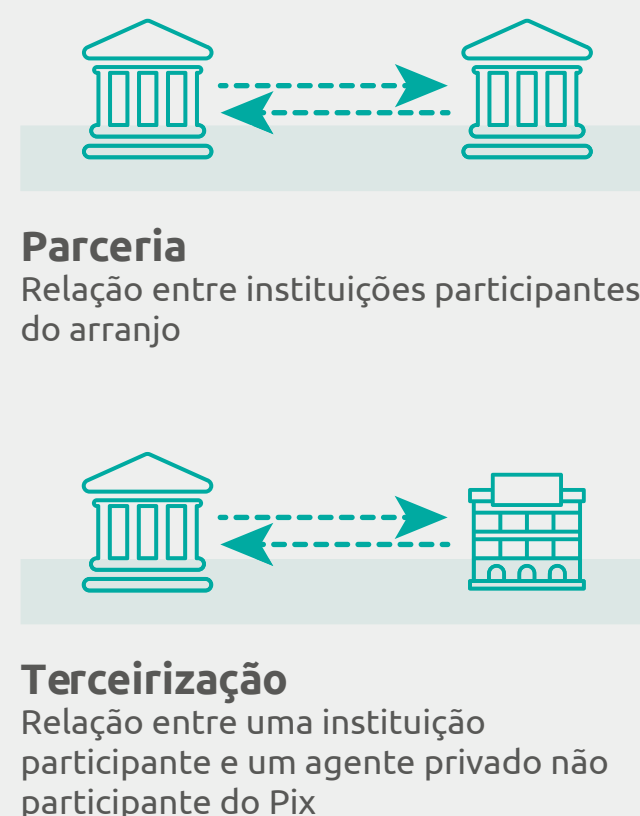 Parceria
Relação entre instituições participantes
do arranjo
Terceirização
Relação entre uma instituição
participante e um agente privado não
participante do Pix